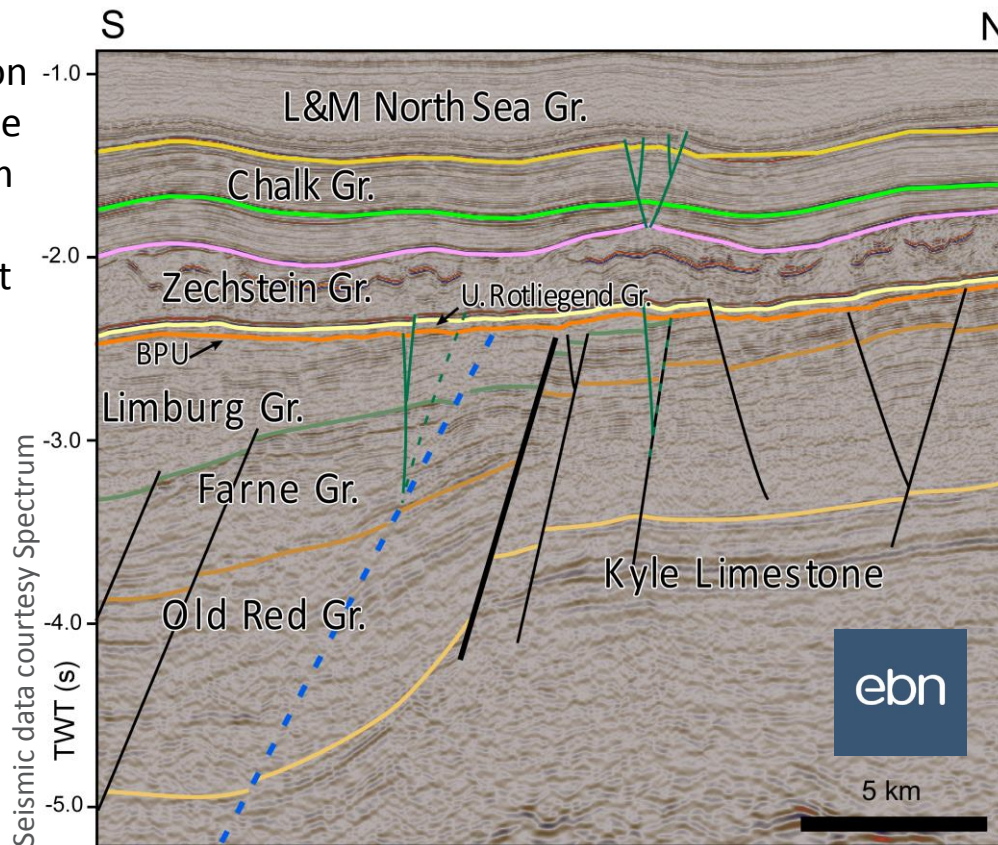 S
N
on
e
n
t
-1.0
L&M North Sea Gr.
Chalk Gr.
-2.0
Zechstein Gr.
U. Rotliegend Gr.
BPU
Limburg Gr.
-3.0
Farne Gr.
Kyle Limestone
Old Red Gr.
-4.0
TWT (s)
-5.0
ebn
5 km
Seismic data courtesy Spectrum